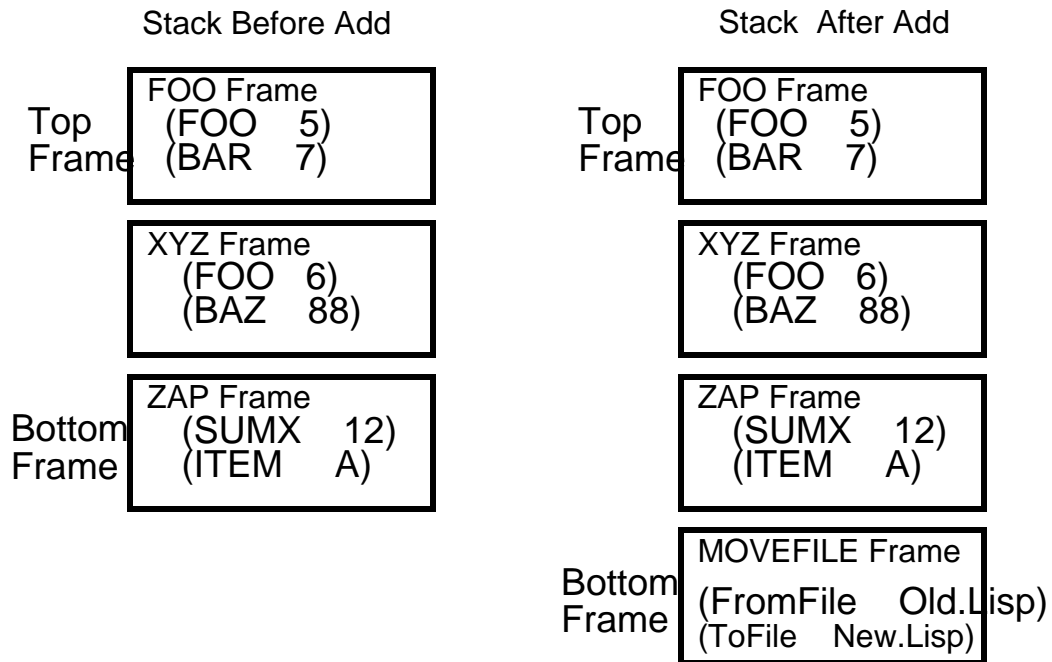 Stack Before Add
Top
Frame
FOO Frame
(FOO 5)
(BAR 7)
XYZ Frame
(FOO 6)
(BAZ 88)
Bottom
Frame
ZAP Frame
(SUMX 12)
(ITEM A)
Stack After Add
Top
Frame
FOO Frame
(FOO 5)
(BAR 7)
XYZ Frame
(FOO 6)
(BAZ 88)
ZAP Frame
(SUMX 12)
(ITEM A)
Bottom
Frame
MOVEFILE Frame
(FromFile Old.Lisp)
(ToFile New.Lisp)